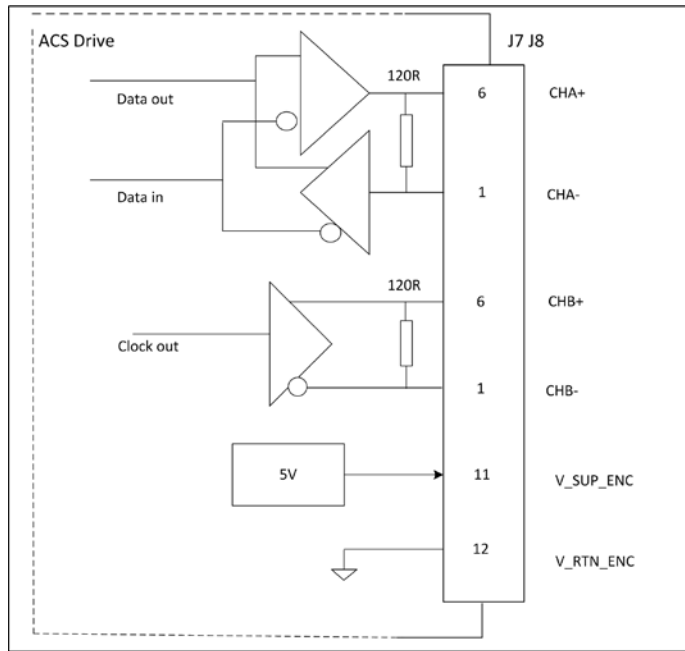 ACS Drive
J7 J8
120R
6
CHA+
Data out
Data in
1
CHA-
120R
6
CHB+
Clock out
1
CHB-
5V
11
V_SUP_ENC
12
V_RTN_ENC